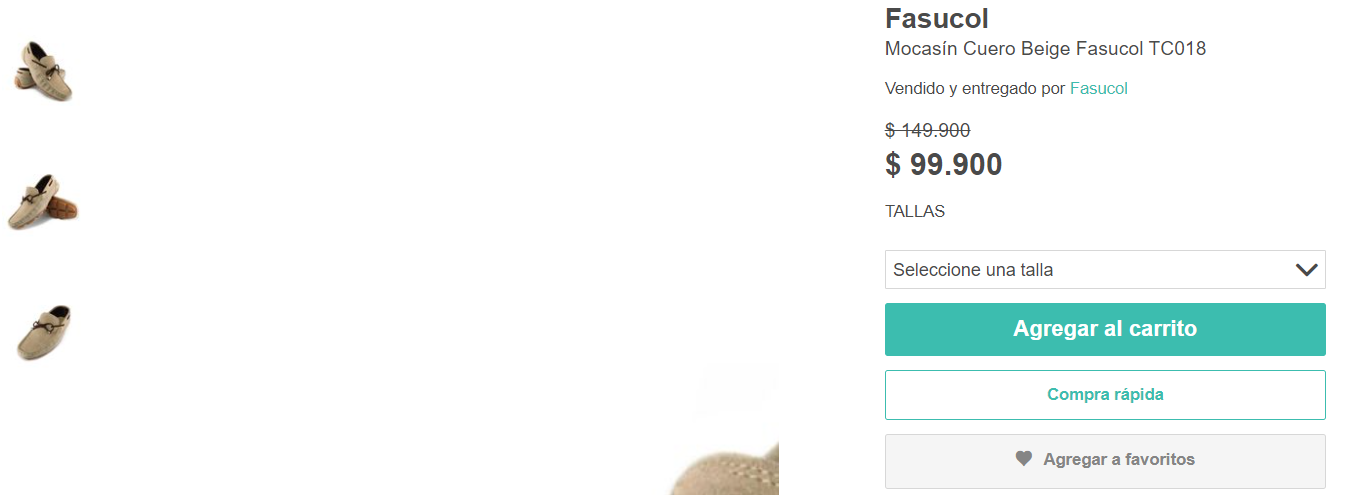 Fasucol
Mocasín Cuero Beige Fasucol TC018
Vendido y entregado por Fasucol
$ 149.900
$ 99.900
TALLAS
Seleccione una talla
Agregar al carrito
Compra rápida
Agregar a favoritos